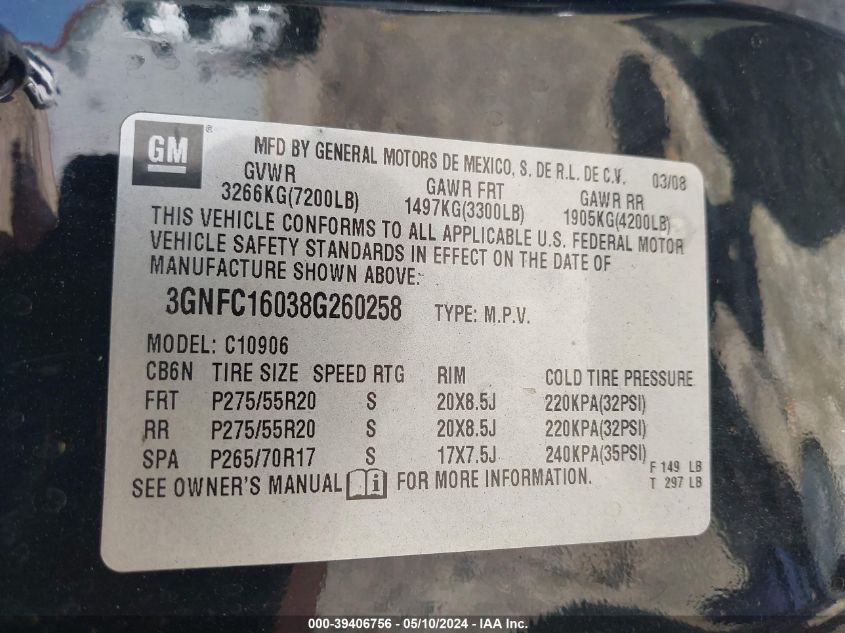 GM ®
MFD BY GENERAL MOTORS DE MEXICO, S. DE R.L. DE C.V. 03/08
GVWR GAWR FRT GAWR RR
3266KG(7200LB) 1497KG(3300LB) 1905KG(4200LB)
THIS VEHICLE CONFORMS TO ALL APPLICABLE U.S. FEDERAL MOTOR
VEHICLE SAFETY STANDARDS IN EFFECT ON THE DATE OF
MANUFACTURE SHOWN ABOVE:
3GNFC16038G260258 TYPE: M.P.V.
MODEL: C10906
CB6N TIRE SIZE SPEED RTG RIM COLD TIRE PRESSURE
FRT P275/55R20 S 20X8.5J 220KPA(32PSI)
RR P275/55R20 S 20X8.5J 220KPA(32PSI)
SPA P265/70R17 S 17X7.5J 240KPA(35PSI)
F 149 LB
SEE OWNER'S MANUAL i FOR MORE INFORMATION. T 297 LB
000-39406756 - 05/10/2024 - IAA Inc.